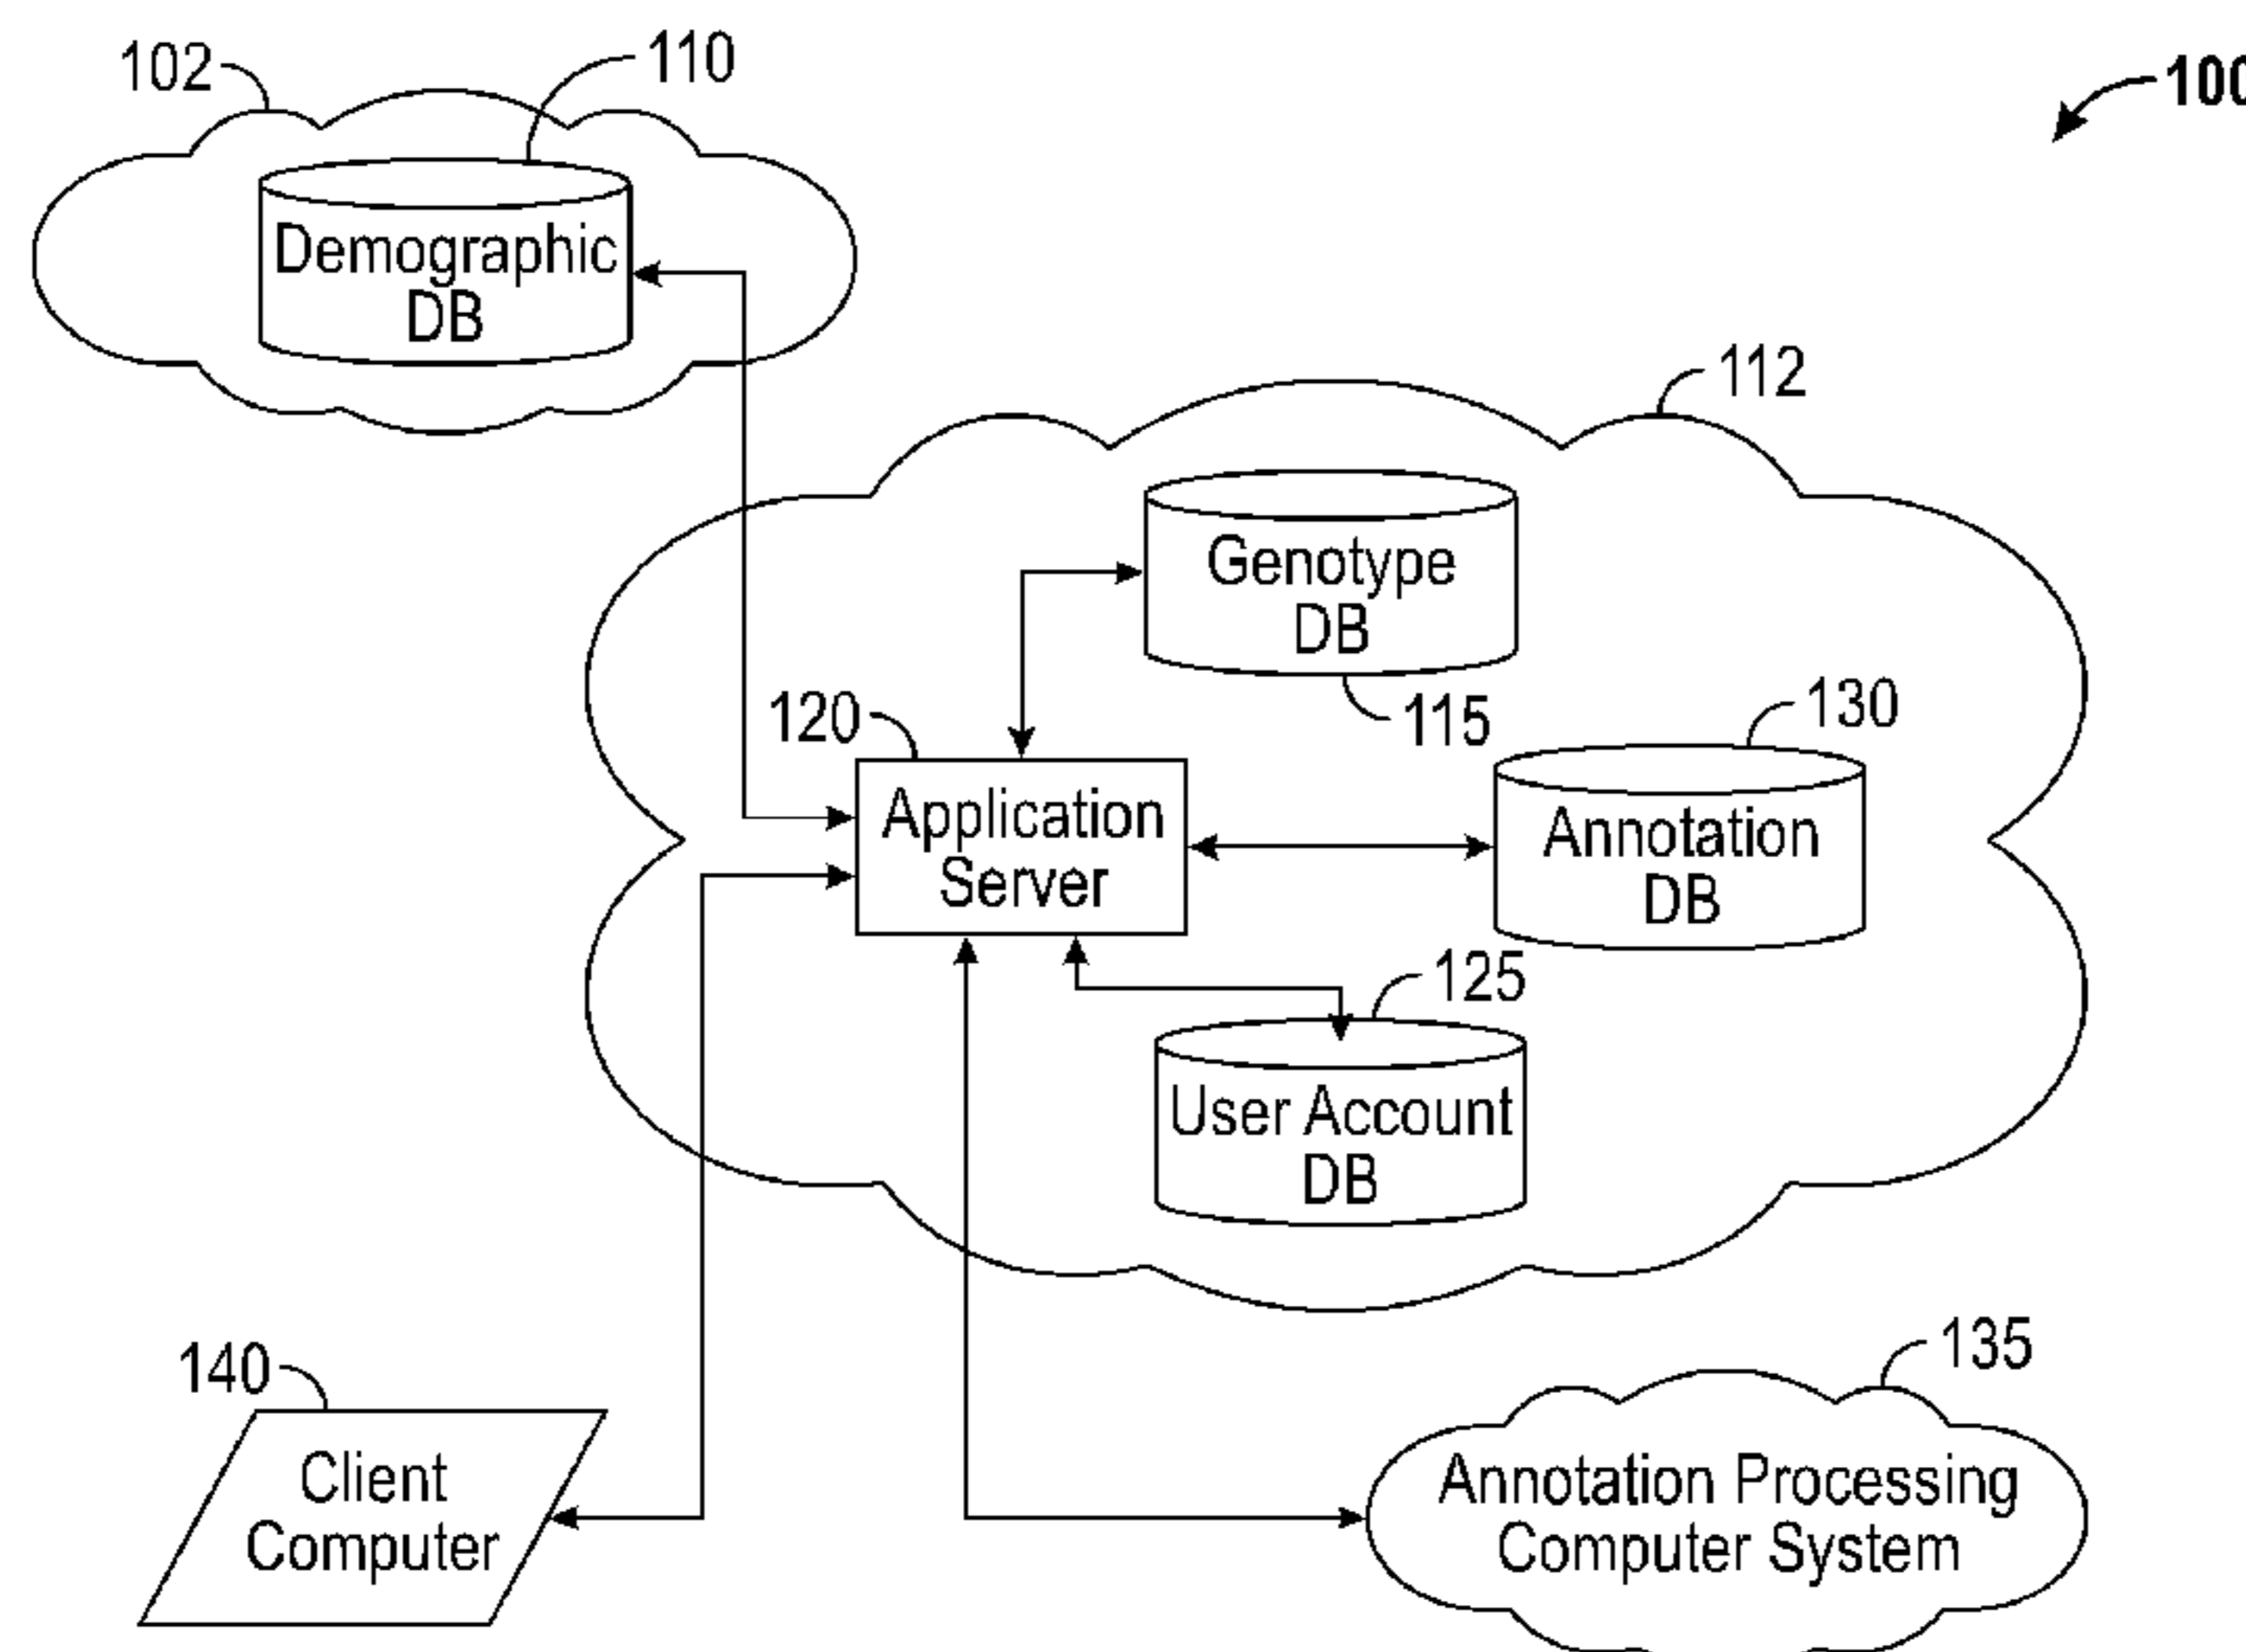 102
110
100
Demographic
DB
112
Genotype
DB
115
120
130
Application
Server
Annotation
DB
125
User Account
DB
140
135
Client
Computer
Annotation Processing
Computer System